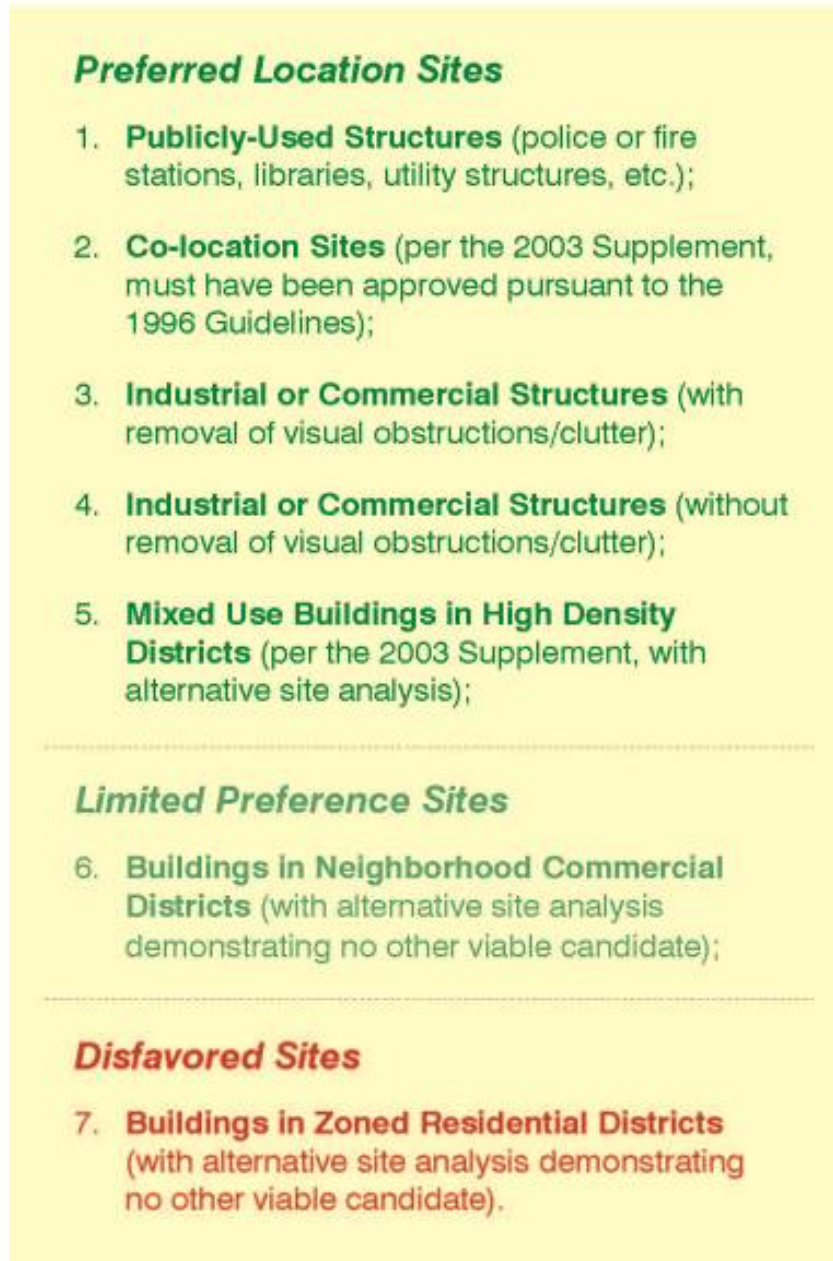 Preferred Location Sites
1. Publicly-Used Structures (police or fire
stations, libraries, utility structures, etc.);
2. Co-location Sites (per the 2003 Supplement,
must have been approved pursuant to the
1996 Guidelines);
3. Industrial or Commercial Structures (with
removal of visual obstructions/clutter);
4. Industrial or Commercial Structures (without
removal of visual obstructions/clutter);
5. Mixed Use Buildings in High Density
Districts (per the 2003 Supplement, with
alternative site analysis);
Limited Preference Sites
6. Buildings in Neighborhood Commercial
Districts (with alternative site analysis
demonstrating no other viable candidate);
Disfavored Sites
7. Buildings in Zoned Residential Districts
(with alternative site analysis demonstrating
no other viable candidate).